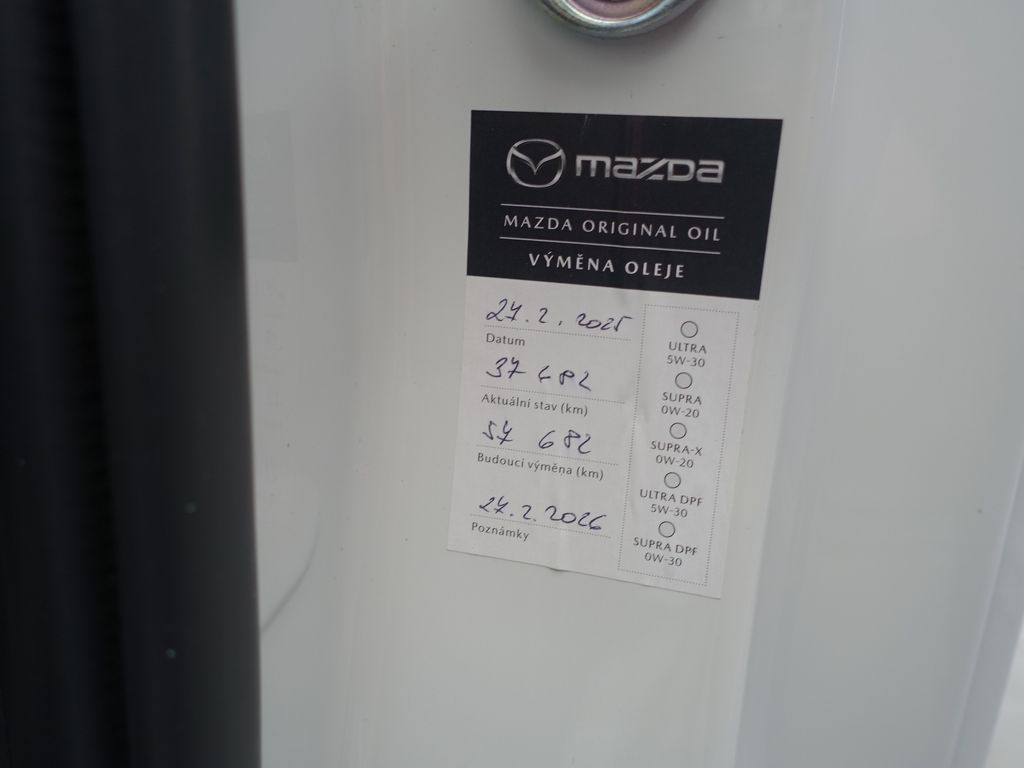 mazda
MAZDA ORIGINAL OIL
VÝMĚNA OLEJE
27.2.2025
Datum
37 682
Aktuální stav (km)
57 682
Budoucí výměna (km)
27.2.2026
Poznámky
ULTRA
5W-30
SUPRA
0W-20
SUPRA-X
0W-20
ULTRA DPF
5W-30
SUPRA DPF
0W-30